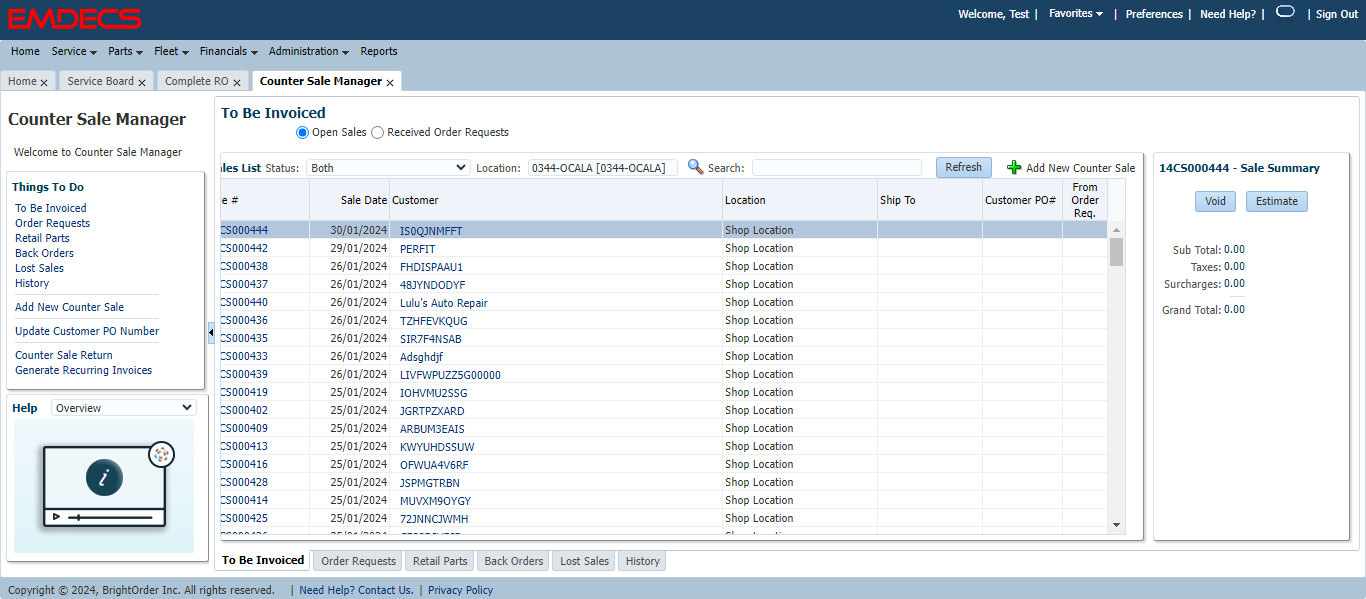 EMDECS
Welcome, Test | Favorites | Preferences | Need Help? | | Sign Out
Home Service Parts Fleet Financials Administration Reports
Home x Service Board x Complete RO x Counter Sale Manager x
Counter Sale Manager
Welcome to Counter Sale Manager
Things To Do
To Be Invoiced
Order Requests
Retail Parts
Back Orders
Lost Sales
History
Add New Counter Sale
Update Customer PO Number
Counter Sale Return
Generate Recurring Invoices
Help Overview
i
To Be Invoiced
Open Sales Received Order Requests
les List Status: Both Location: 0344-OCALA [0344-OCALA] Search: Refresh Add New Counter Sale
e # Sale Date Customer Location Ship To Customer PO# From Order Req.
CS000444 30/01/2024 IS0QJNMFFT Shop Location
CS000442 29/01/2024 PERFIT Shop Location
CS000438 26/01/2024 FHDISPAAU1 Shop Location
CS000437 26/01/2024 48JYNDODYF Shop Location
CS000440 26/01/2024 Lulu's Auto Repair Shop Location
CS000436 26/01/2024 TZHFEVKQUG Shop Location
CS000435 26/01/2024 SIR7F4NSAB Shop Location
CS000433 26/01/2024 Adsghdjf Shop Location
CS000439 26/01/2024 LIVFWPUZZ5G00000 Shop Location
CS000419 25/01/2024 IOHVMU2SSG Shop Location
CS000402 25/01/2024 JGRTPZXARD Shop Location
CS000409 25/01/2024 ARBUM3EAIS Shop Location
CS000413 25/01/2024 KWYUHDSSUW Shop Location
CS000416 25/01/2024 OFWUA4V6RF Shop Location
CS000428 25/01/2024 JSPMGTRBN Shop Location
CS000414 25/01/2024 MUVXM9OYGY Shop Location
CS000425 25/01/2024 72JNNCJWMH Shop Location
14CS000444 - Sale Summary
Void Estimate
Sub Total: 0.00
Taxes: 0.00
Surcharges: 0.00
Grand Total: 0.00
To Be Invoiced Order Requests Retail Parts Back Orders Lost Sales History
Copyright © 2024, BrightOrder Inc. All rights reserved. | Need Help? Contact Us. | Privacy Policy